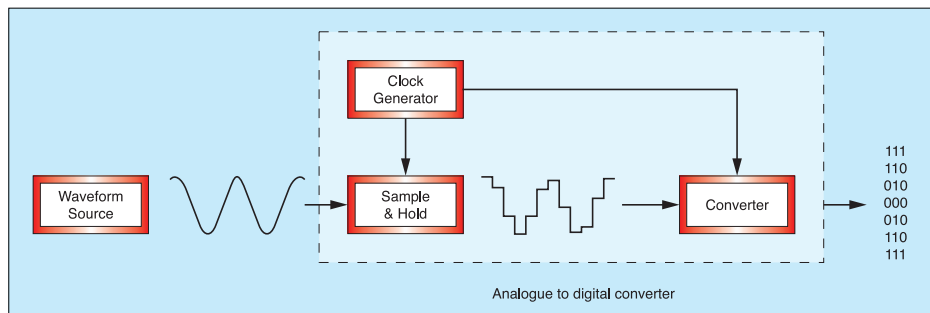 Clock
Generator
Waveform
Source
Sample
& Hold
Converter
111
110
010
000
010
110
111
Analogue to digital converter